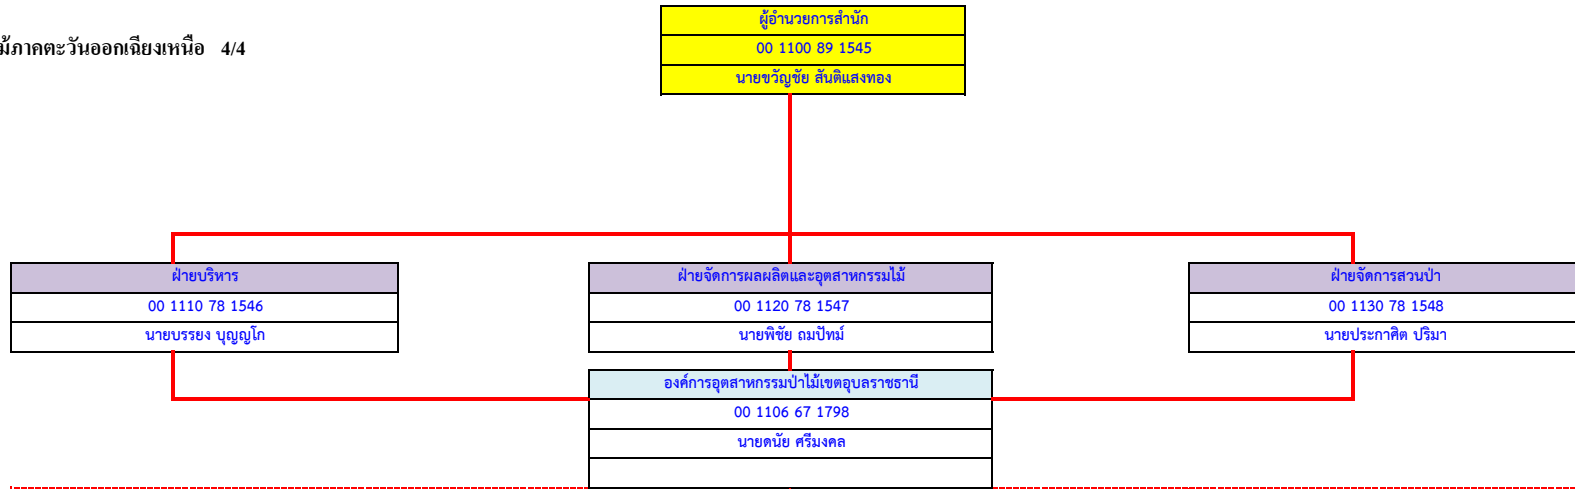 ผู้อำนวยการสำนัก
00 1100 89 1545
นายขวัญชัย สันติแสงทอง
ม้ภาคตะวันออกเฉียงเหนือ 4/4
ฝ่ายบริหาร
00 1110 78 1546
นายบรรยง บุญญโก
ฝ่ายจัดการผลผลิตและอุตสาหกรรมไม้
00 1120 78 1547
นายพิชัย ถมปัทม์
ฝ่ายจัดการสวนป่า
00 1130 78 1548
นายประกาศิต ปริมา
องค์การอุตสาหกรรมป่าไม้เขตอุบลราชธานี
00 1106 67 1798
นายดนัย ศรีมงคล